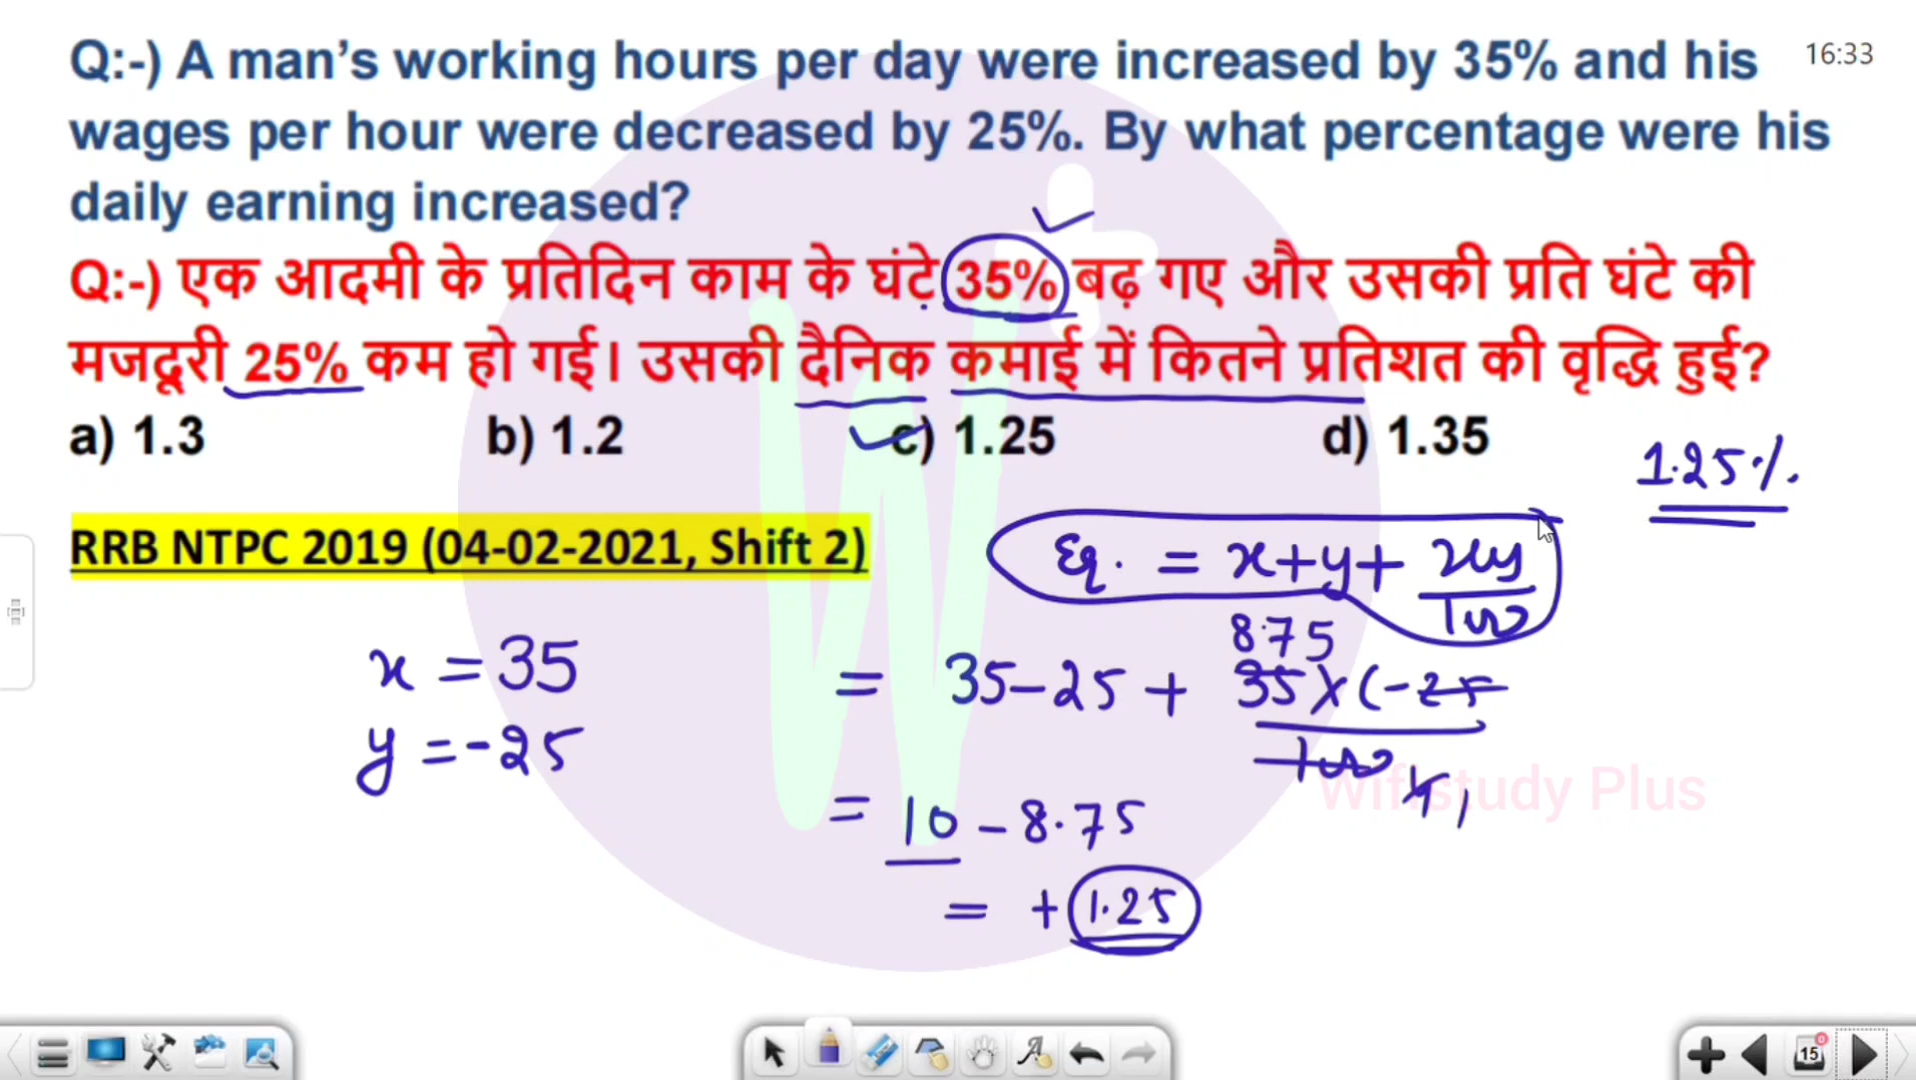 Q:-) A man's working hours per day were increased by 35% and his
16:33
wages per hour were decreased by 25%. By what percentage were his
daily earning increased?
Q:-) एक आदमी के प्रतिदिन काम के घंटे 35% बढ़ गए और उसकी प्रति घंटे की
मजदूरी 25% कम हो गई। उसकी दैनिक कमाई में कितने प्रतिशत की वृद्धि हुई?
a) 1.3 b) 1.2 c) 1.25 d) 1.35
1.25%
RRB NTPC 2019 (04-02-2021, Shift 2)
Eq. = x+y+ xy/100
x = 35
y = -25
8.75
= 35-25 + 35×(-25
100 4 1
Wifistudy Plus
= 10 - 8.75
= + 1.25
15